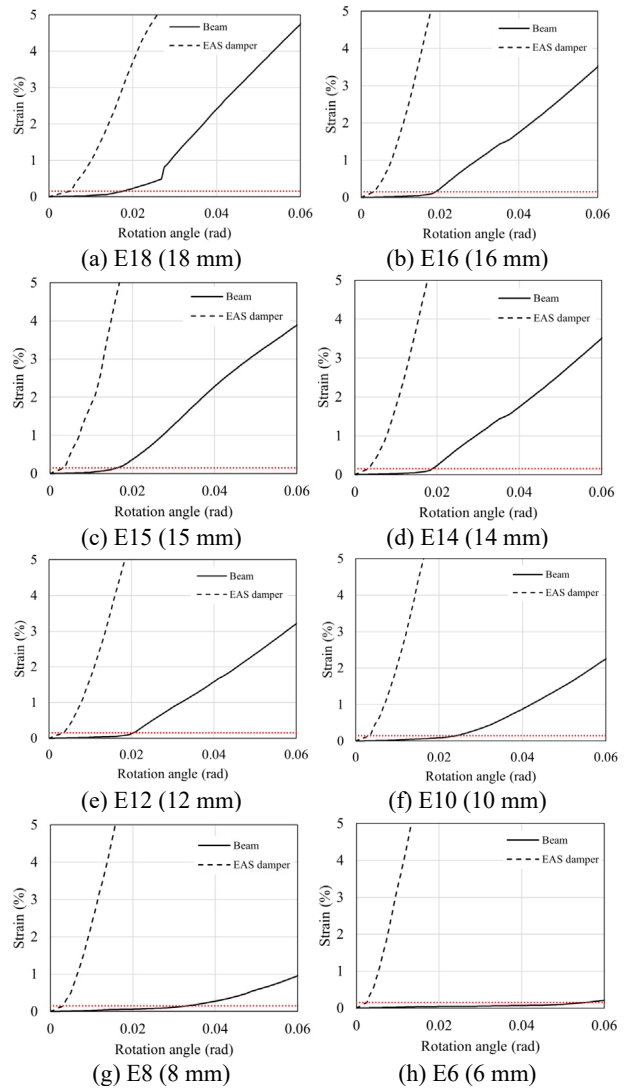 5
4
3
2
1
0
Strain (%)
Beam
EAS damper
0 0.02 0.04 0.06
Rotation angle (rad)
(a) E18 (18 mm)
5
4
3
2
1
0
Strain (%)
Beam
EAS damper
0 0.02 0.04 0.06
Rotation angle (rad)
(b) E16 (16 mm)
5
4
3
2
1
0
Strain (%)
Beam
EAS damper
0 0.02 0.04 0.06
Rotation angle (rad)
(c) E15 (15 mm)
5
4
3
2
1
0
Strain (%)
Beam
EAS damper
0 0.02 0.04 0.06
Rotation angle (rad)
(d) E14 (14 mm)
5
4
3
2
1
0
Strain (%)
Beam
EAS damper
0 0.02 0.04 0.06
Rotation angle (rad)
(e) E12 (12 mm)
5
4
3
2
1
0
Strain (%)
Beam
EAS damper
0 0.02 0.04 0.06
Rotation angle (rad)
(f) E10 (10 mm)
5
4
3
2
1
0
Strain (%)
Beam
EAS damper
0 0.02 0.04 0.06
Rotation angle (rad)
(g) E8 (8 mm)
5
4
3
2
1
0
Strain (%)
Beam
EAS damper
0 0.02 0.04 0.06
Rotation angle (rad)
(h) E6 (6 mm)